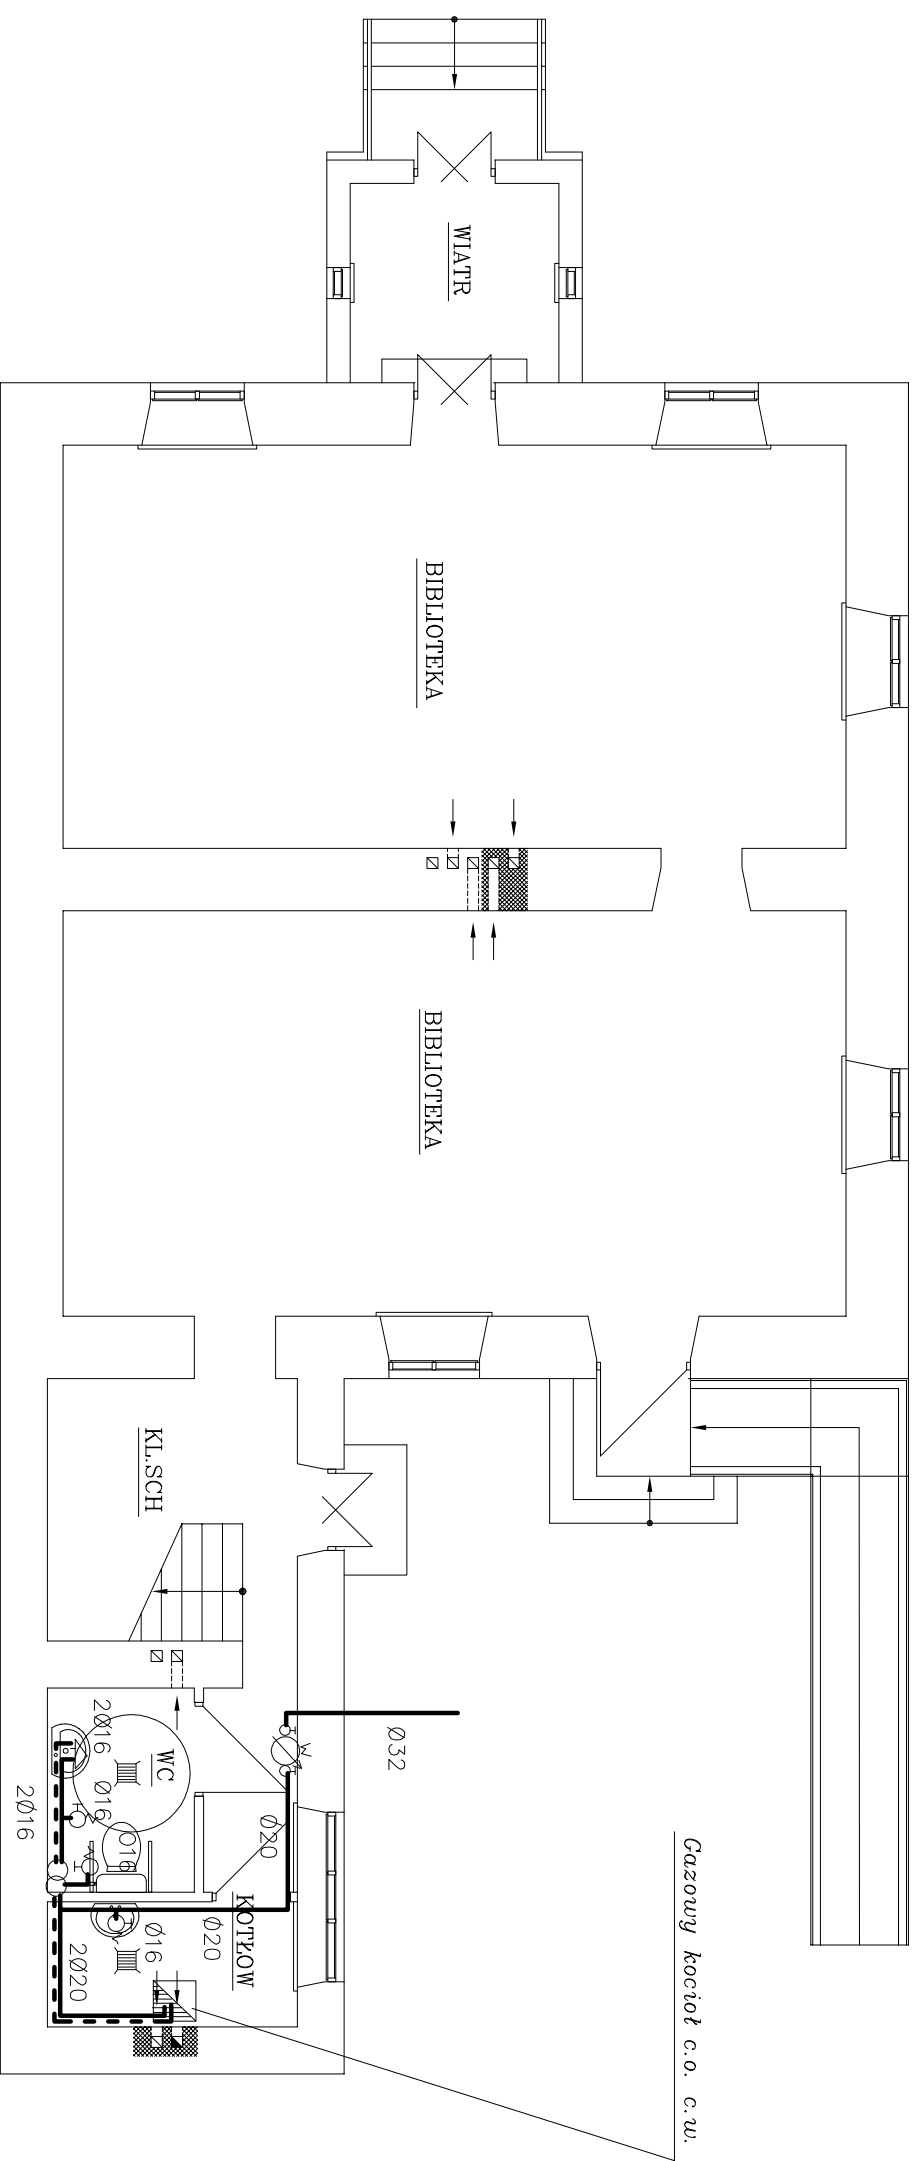 WIATR
BIBLIOTEKA
BIBLIOTEKA
KL.SCH
Ø32
WC
2Ø16
Ø16
Ø16
2Ø16
Ø20
KOTŁOW
Ø20
Ø16
2Ø20
Gazowy kocioł c.o. c.w.